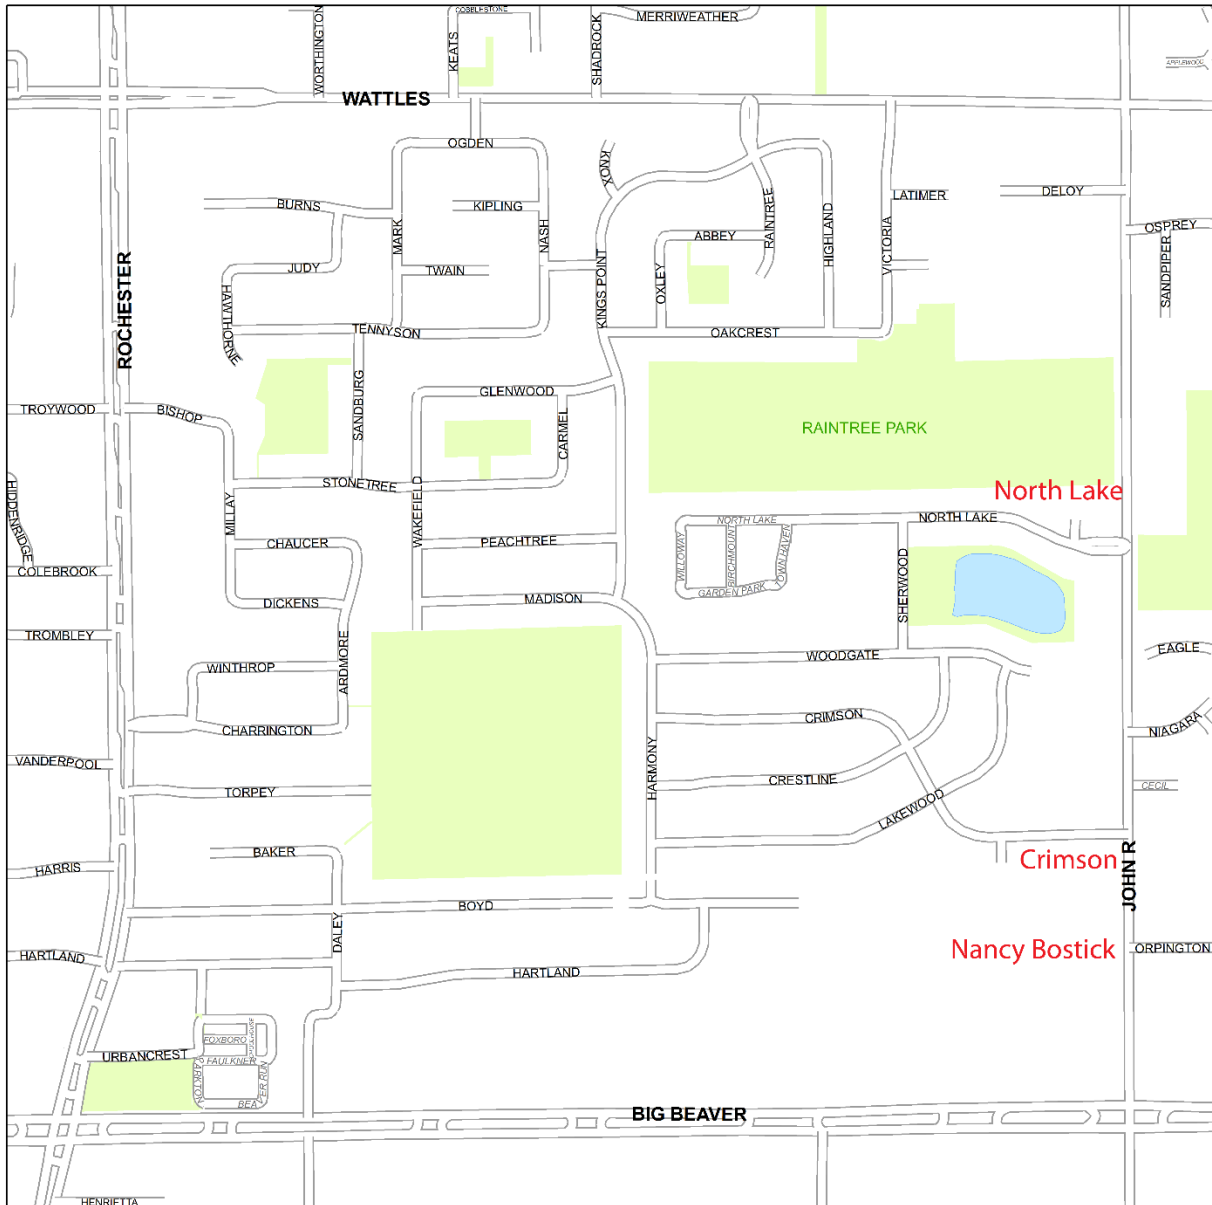 COBBLESTONE
MERRIWEATHER
WORTHINGTON
KEATS
SHADROCK
APPLEWOOD
WATTLES
OGDEN
KNOX
BURNS
KIPLING
LATIMER
DELOY
MARK
NASH
ABBEY
RAINTREE
HIGHLAND
VICTORIA
OSPREY
SANDPIPER
JUDY
TWAIN
KINGS POINT
OXLEY
ROCHESTER
HAWTHORNE
TENNYSON
OAKCREST
TROYWOOD
BISHOP
SANDBURG
GLENWOOD
CARMEL
RAINTREE PARK
STONETREE
North Lake
HIDDENRIDGE
MILLAY
WAKEFIELD
NORTH LAKE
NORTH LAKE
CHAUCER
PEACHTREE
WILLOWAY
BIRCHMOUNT
TOWN HAVEN
COLEBROOK
GARDEN PARK
SHERWOOD
DICKENS
MADISON
TROMBLEY
WINTHROP
ARDMORE
WOODGATE
EAGLE
CHARRINGTON
CRIMSON
NIAGARA
VANDERPOOL
HARMONY
TORPEY
CRESTLINE
CECIL
LAKEWOOD
BAKER
HARRIS
Crimson
JOHN R
BOYD
DALEY
HARTLAND
Nancy Bostick
ORPINGTON
HARTLAND
FOXBORO
URBANCREST
FAULKNER
CLARKTON
BEAVER RUN
BIG BEAVER
HENRIETTA